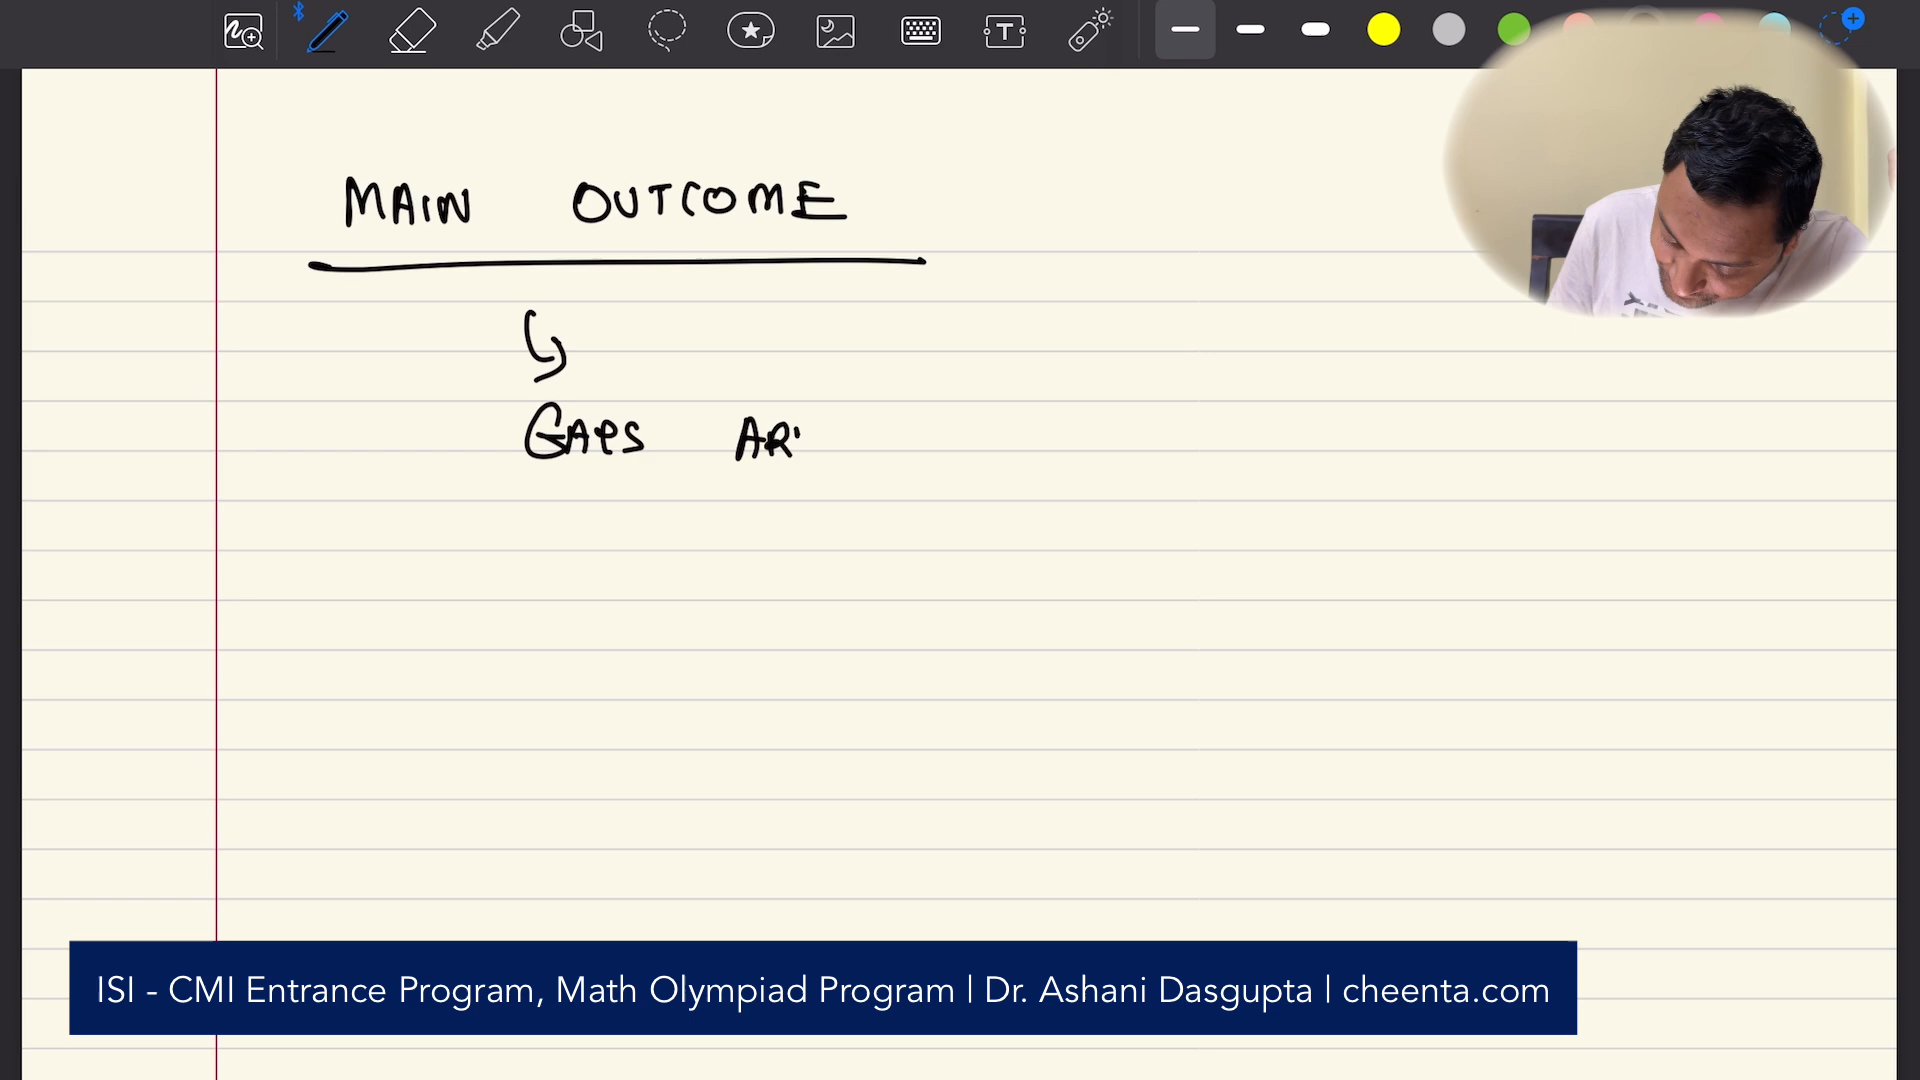 MAIN OUTCOME
GAPS AR
ISI - CMI Entrance Program, Math Olympiad Program | Dr. Ashani Dasgupta | cheenta.com